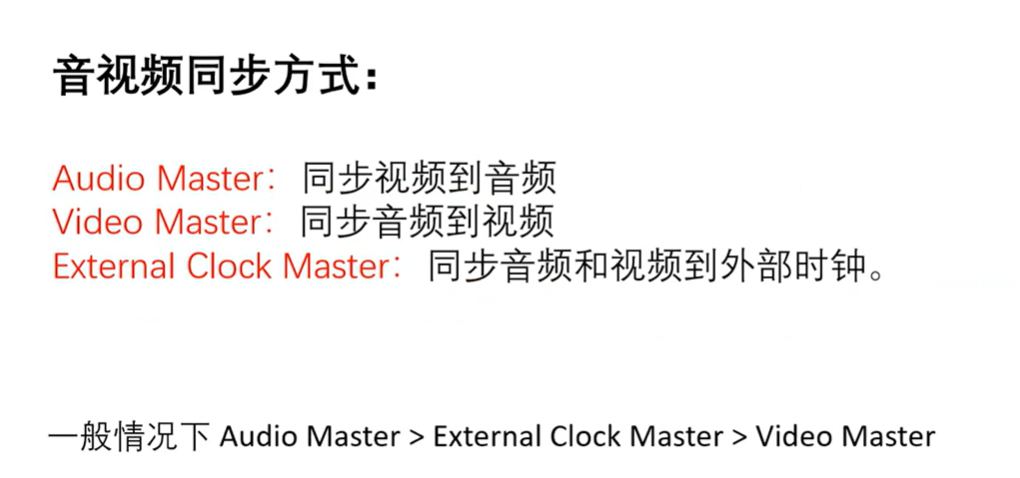 音视频同步方式：
Audio Master： 同步视频到音频
Video Master： 同步音频到视频
External Clock Master： 同步音频和视频到外部时钟。
一般情况下 Audio Master > External Clock Master > Video Master